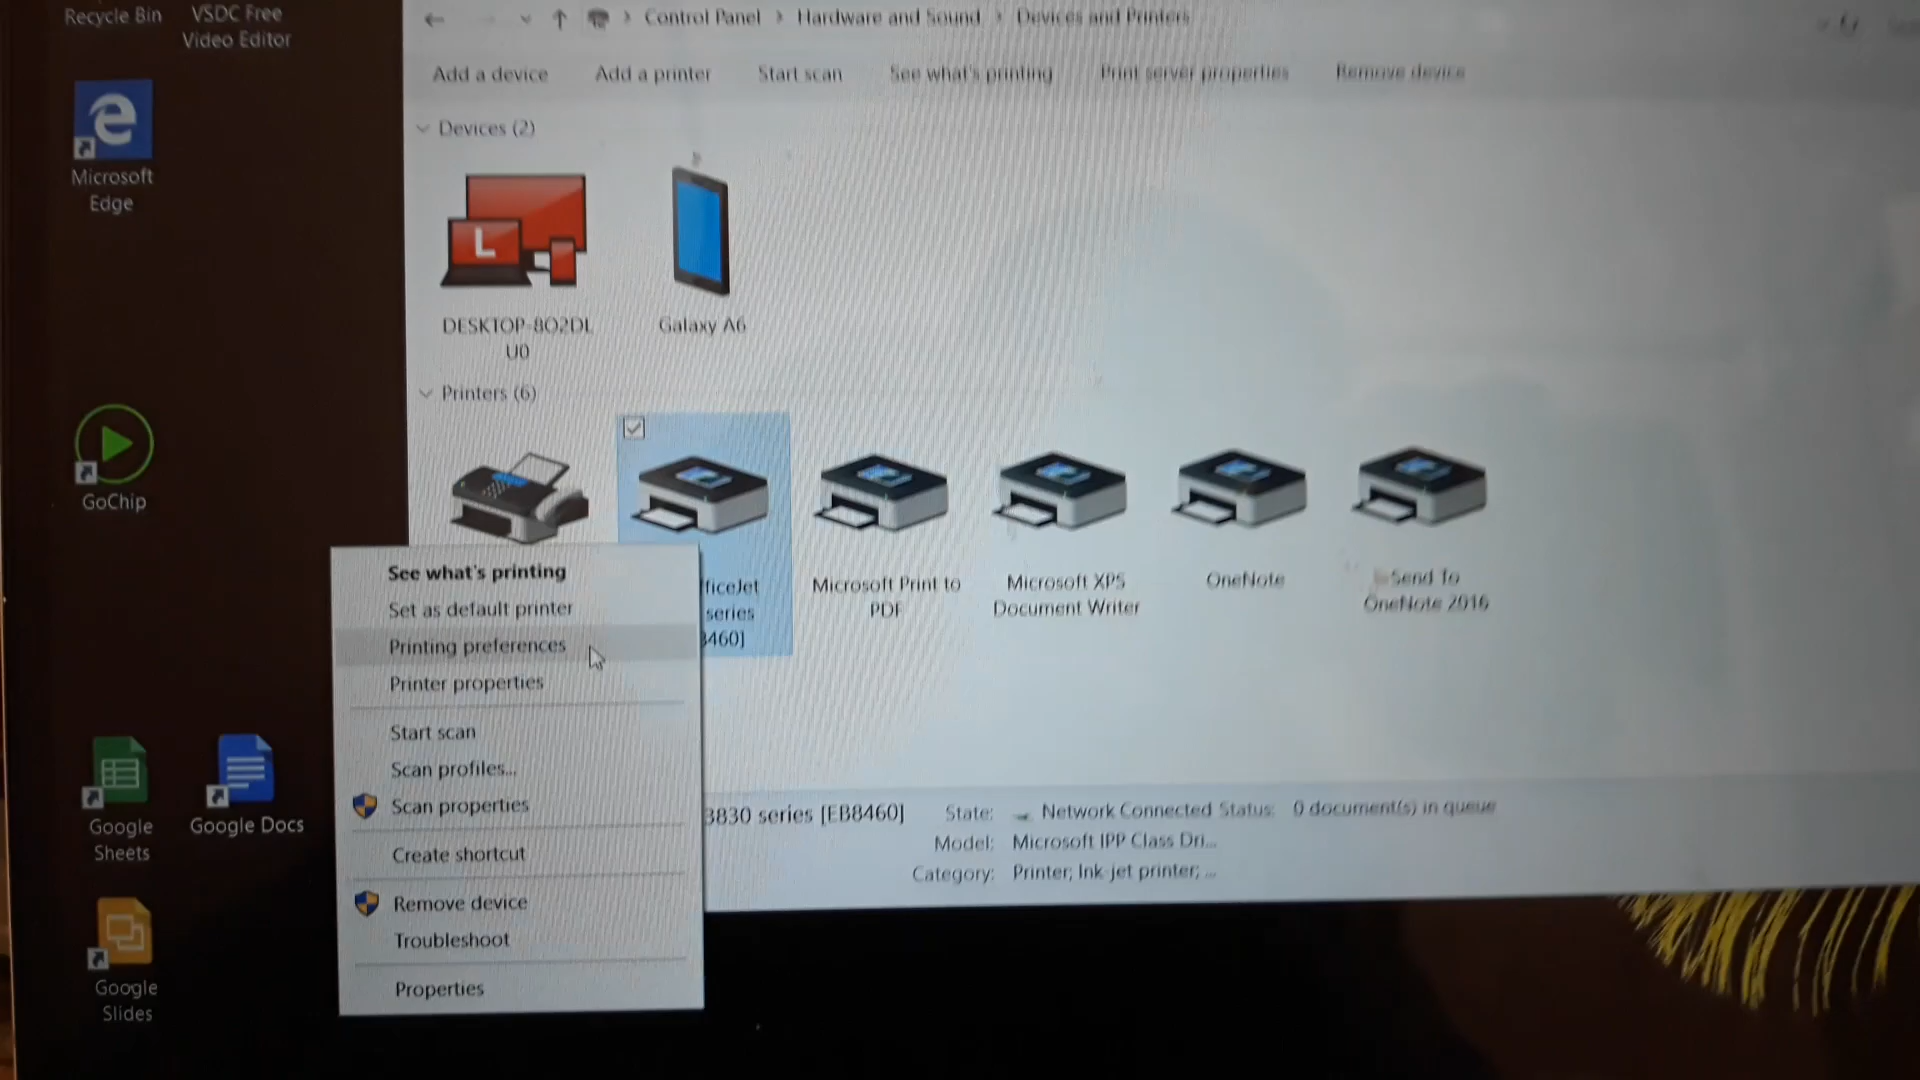 Recycle Bin
VSDC Free
Video Editor
Control Panel > Hardware and Sound > Devices and Printers
Add a device
Add a printer
Start scan
See what's printing
Print server properties
Remove device
Devices (2)
Microsoft
Edge
L
DESKTOP-8O2DL
U0
Galaxy A6
Printers (6)
GoChip
See what's printing
Set as default printer
Printing preferences
Printer properties
Start scan
Scan profiles...
Scan properties
Create shortcut
Remove device
Troubleshoot
Properties
ficeJet
series
8460]
Microsoft Print to
PDF
Microsoft XPS
Document Writer
OneNote
Send To
OneNote 2016
Google
Sheets
Google Docs
Google
Slides
3830 series [EB8460]
State: Network Connected
Status: 0 document(s) in queue
Model: Microsoft IPP Class Dri...
Category: Printer; Ink-jet printer; ...